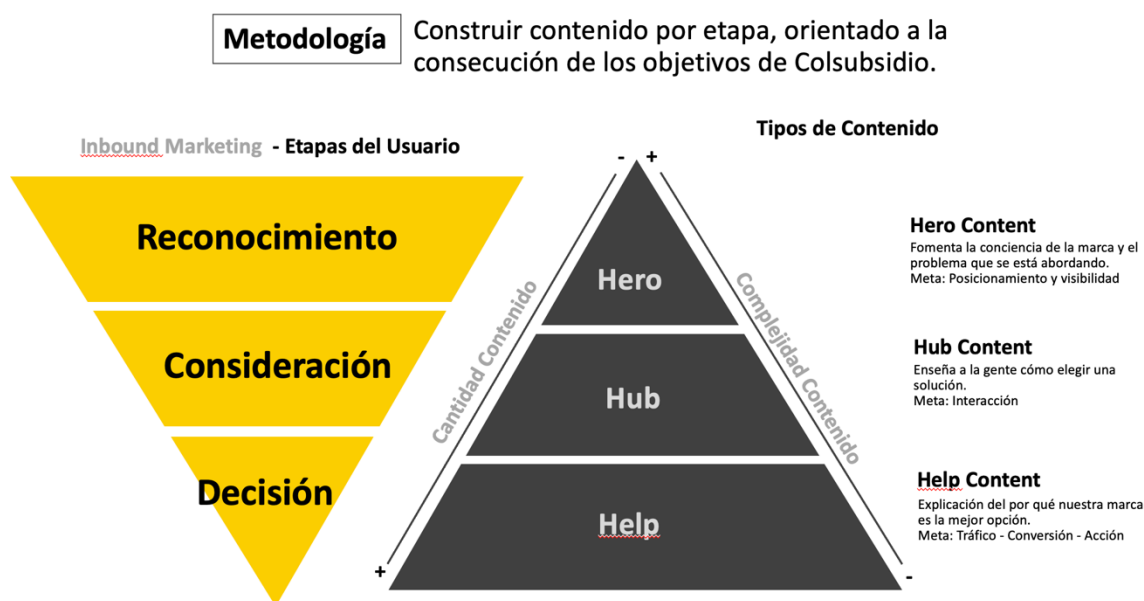 Metodología
Construir contenido por etapa, orientado a la
consecución de los objetivos de Colsubsidio.
Inbound Marketing - Etapas del Usuario
Tipos de Contenido
Reconocimiento
Consideración
Decisión
- +
Cantidad Contenido
Complejidad Contenido
Hero
Hub
Help
+
-
Hero Content
Fomenta la conciencia de la marca y el
problema que se está abordando.
Meta: Posicionamiento y visibilidad
Hub Content
Enseña a la gente cómo elegir una
solución.
Meta: Interacción
Help Content
Explicación del por qué nuestra marca
es la mejor opción.
Meta: Tráfico - Conversión - Acción